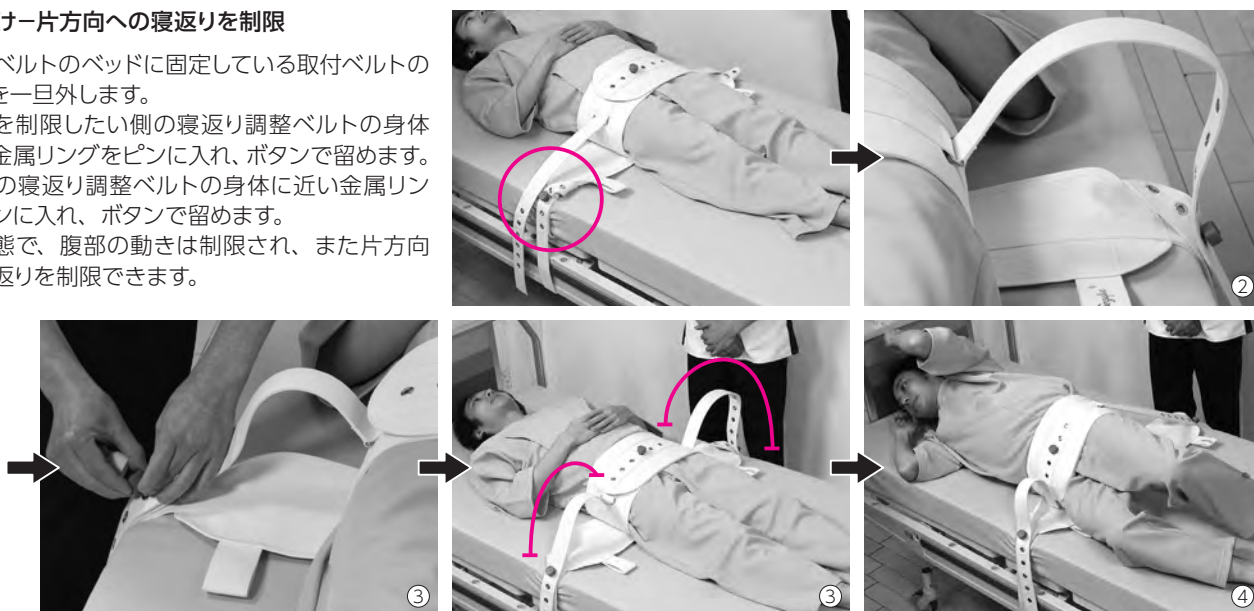 け−片方向への寝返りを制限
ベルトのベッドに固定している取付ベルトの
を一旦外します。
を制限したい側の寝返り調整ベルトの身体
金属リングをピンに入れ、ボタンで留めます。
の寝返り調整ベルトの身体に近い金属リン
ンに入れ、ボタンで留めます。
態で、腹部の動きは制限され、また片方向
返りを制限できます。
②
③
③
④